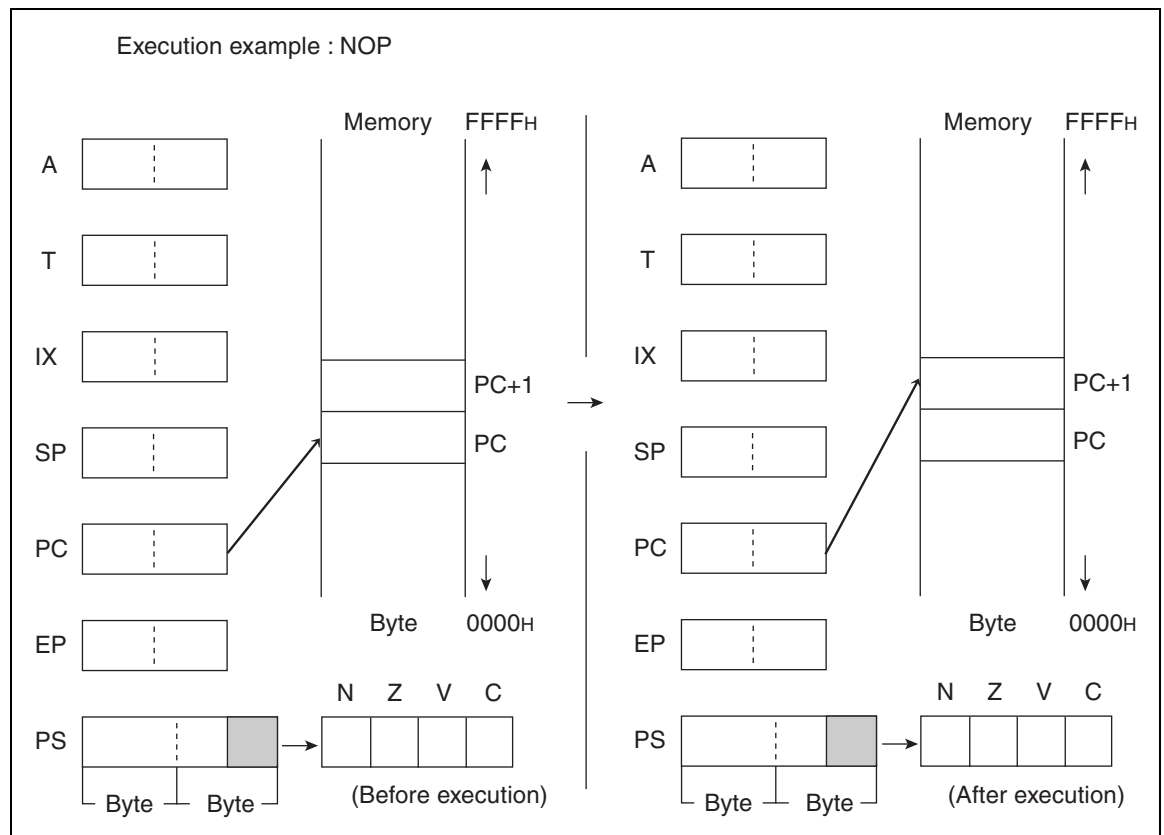 Execution example : NOP
Memory FFFFH
A
T
IX
PC+1
SP
PC
PC
Byte 0000H
EP
N Z V C
PS
Byte Byte
(Before execution)
Memory FFFFH
A
T
IX
PC+1
SP
PC
PC
Byte 0000H
EP
N Z V C
PS
Byte Byte
(After execution)